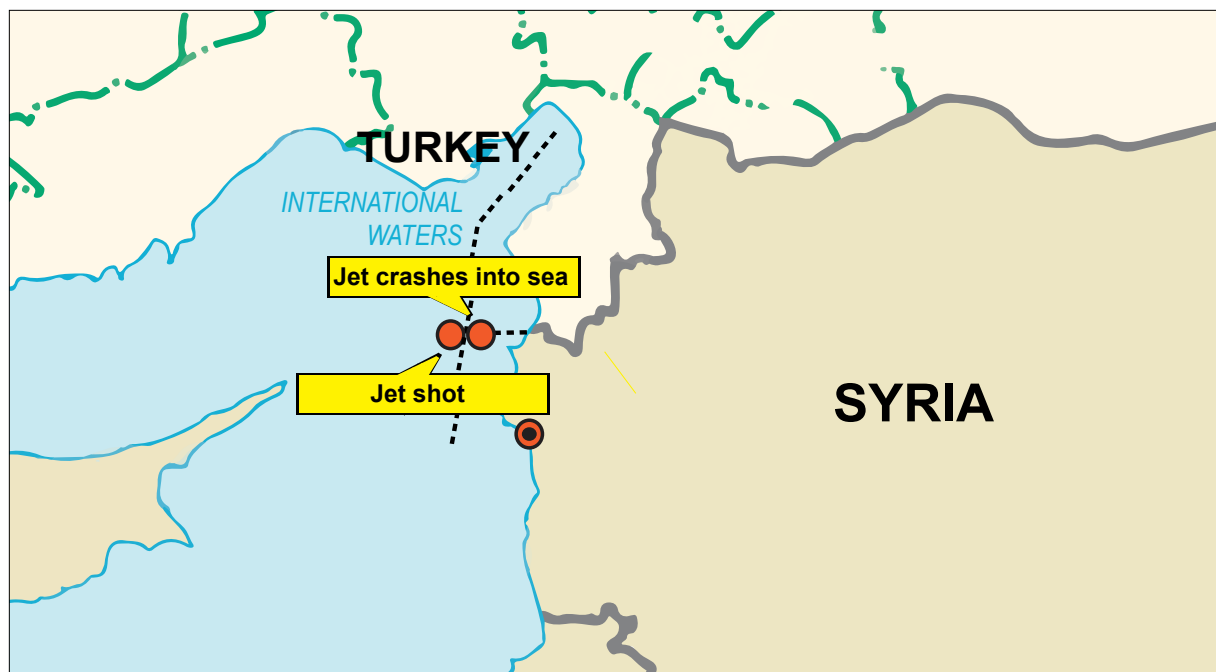 TURKEY
INTERNATIONAL
WATERS
Jet crashes into sea
Jet shot
SYRIA